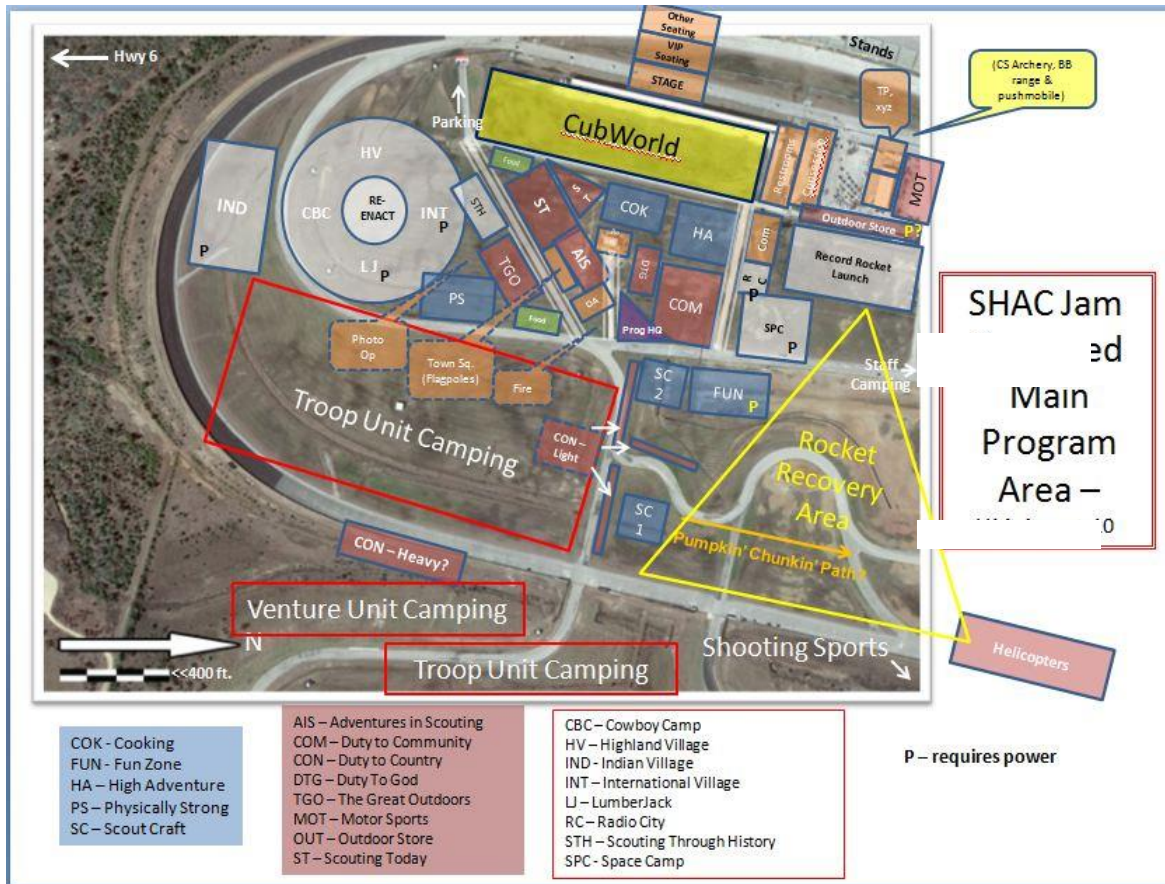 Hwy 6
Other
Seating
VIP
Seating
STAGE
Stands
(CS Archery, BB
range &
pushmobile)
TP,
xyz
Parking
CubWorld
Restrooms
MOT
HV
IND
P
CBC
RE-
ENACT
INT
P
LJ
P
STH
Food
ST
ST
COK
HA
Com
Outdoor Store
P?
Record Rocket
Launch
TGO
AIS
DTG
COM
R
C
P
PS
Food
OA
Prog HQ
SPC
P
SHAC Jam
ed
Main
Program
Area –
Photo
Op
Town Sq.
(Flagpoles)
Fire
Staff
Camping
SC
2
FUN
P
Troop Unit Camping
CON –
Light
Rocket
Recovery
Area
SC
1
Pumpkin' Chunkin' Path?
CON – Heavy?
Venture Unit Camping
N
Troop Unit Camping
Shooting Sports
Helicopters
<<400 ft.
COK - Cooking
FUN - Fun Zone
HA – High Adventure
PS – Physically Strong
SC – Scout Craft
AIS – Adventures in Scouting
COM – Duty to Community
CON – Duty to Country
DTG – Duty To God
TGO – The Great Outdoors
MOT – Motor Sports
OUT – Outdoor Store
ST – Scouting Today
CBC – Cowboy Camp
HV – Highland Village
IND - Indian Village
INT – International Village
LJ – LumberJack
RC – Radio City
STH – Scouting Through History
SPC - Space Camp
P – requires power